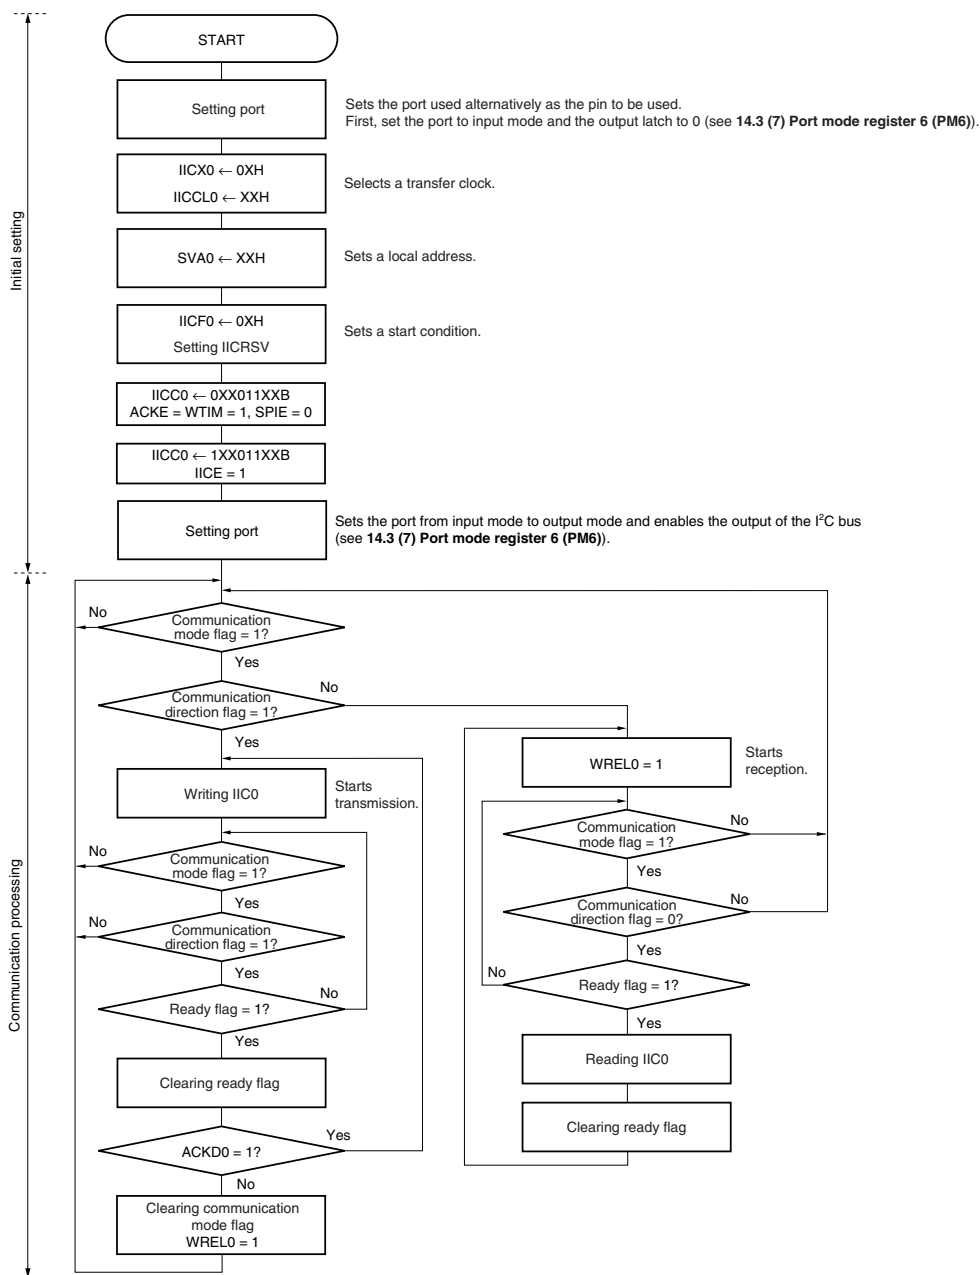 START
Setting port
Sets the port used alternatively as the pin to be used.
First, set the port to input mode and the output latch to 0 (see 14.3 (7) Port mode register 6 (PM6)).
IICX0 ← 0XH
IICCL0 ← XXH
Selects a transfer clock.
SVA0 ← XXH
Sets a local address.
Initial setting
IICF0 ← 0XH
Setting IICRSV
Sets a start condition.
IICC0 ← 0XX011XXB
ACKE = WTIM = 1, SPIE = 0
IICC0 ← 1XX011XXB
IICE = 1
Setting port
Sets the port from input mode to output mode and enables the output of the I²C bus
(see 14.3 (7) Port mode register 6 (PM6)).
No
Communication
mode flag = 1?
Yes
No
Communication
direction flag = 1?
Yes
Writing IIC0
Starts
transmission.
No
Communication
mode flag = 1?
Yes
No
Communication
direction flag = 1?
Yes
No
Ready flag = 1?
Yes
Clearing ready flag
Yes
ACKD0 = 1?
No
Clearing communication
mode flag
WREL0 = 1
WREL0 = 1
Starts
reception.
No
Communication
mode flag = 1?
Yes
No
Communication
direction flag = 0?
Yes
No
Ready flag = 1?
Yes
Reading IIC0
Clearing ready flag
Communication processing